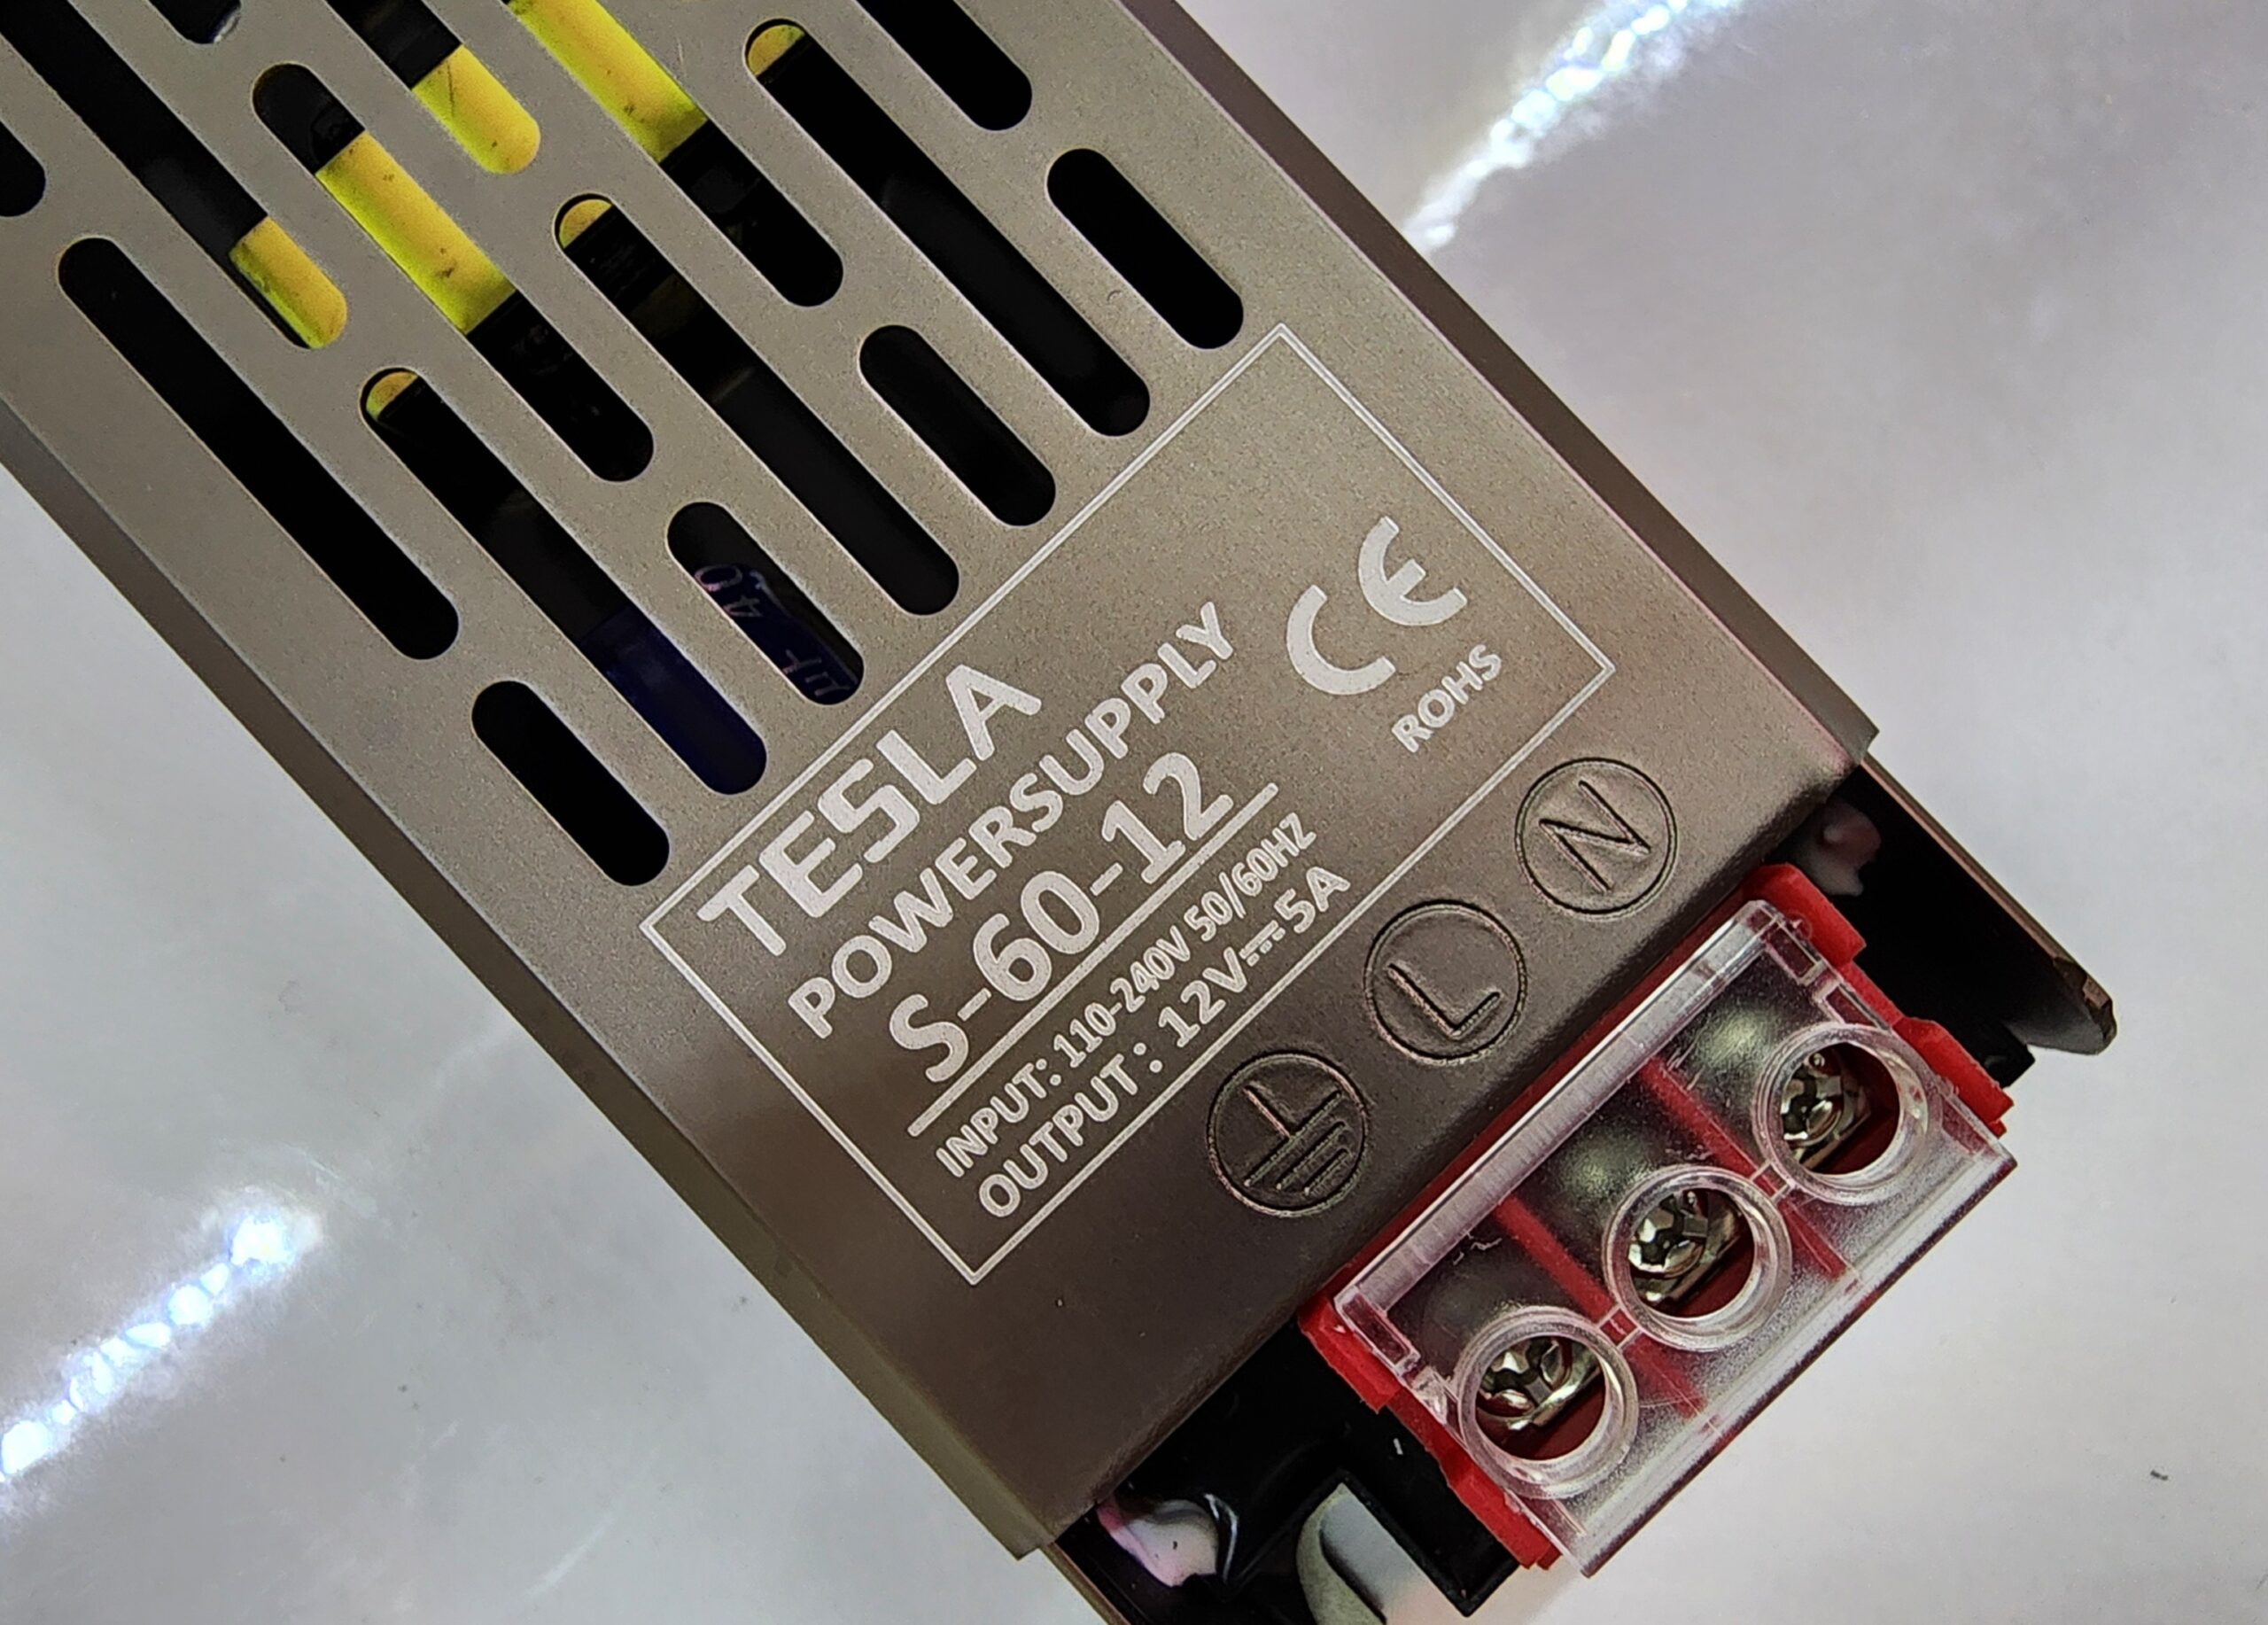 TESLA
POWERSUPPLY
S-60-12
INPUT: 110-240V 50/60HZ
OUTPUT : 12V⎓5A
CE
ROHS
L
N